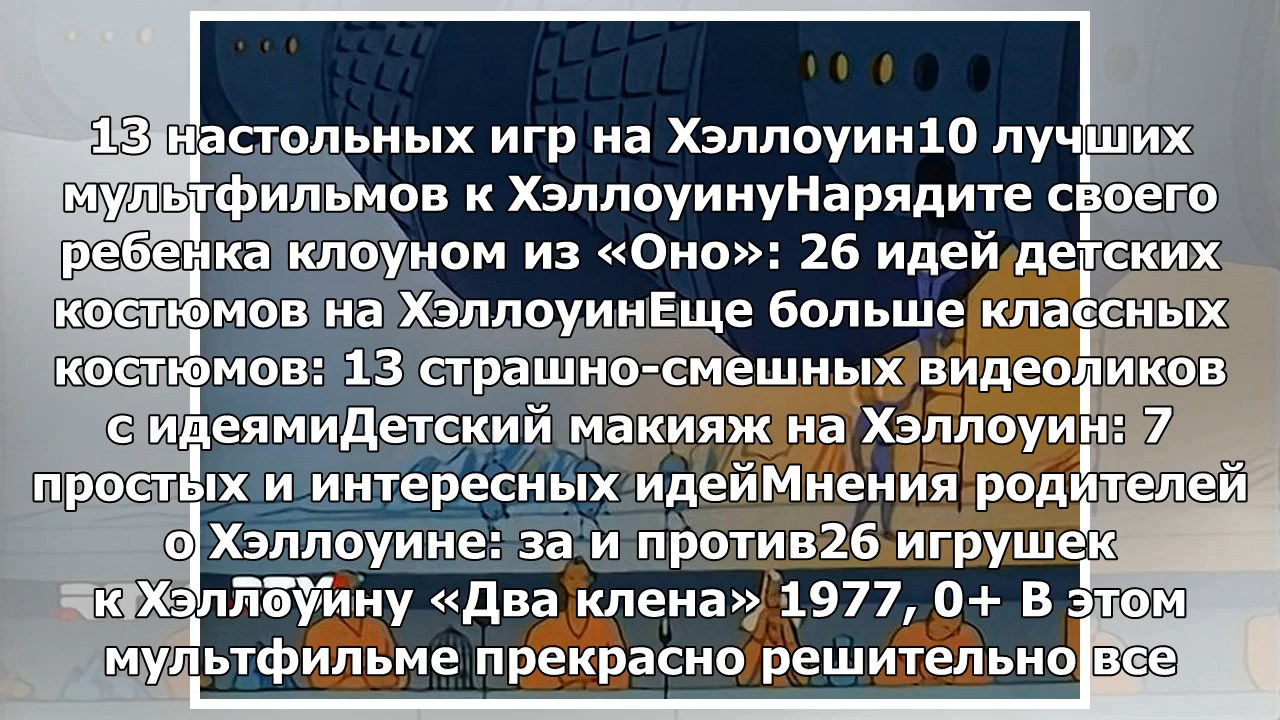 13 настольных игр на Хэллоуин10 лучших
мультфильмов к ХэллоуинуНарядите своего
ребенка клоуном из «Оно»: 26 идей детских
костюмов на ХэллоуинЕще больше классных
костюмов: 13 страшно-смешных видеоликов
с идеямиДетский макияж на Хэллоуин: 7
простых и интересных идейМнения родителей
о Хэллоуине: за и против26 игрушек
к Хэллоуину «Два клена» 1977, 0+ В этом
мультфильме прекрасно решительно все